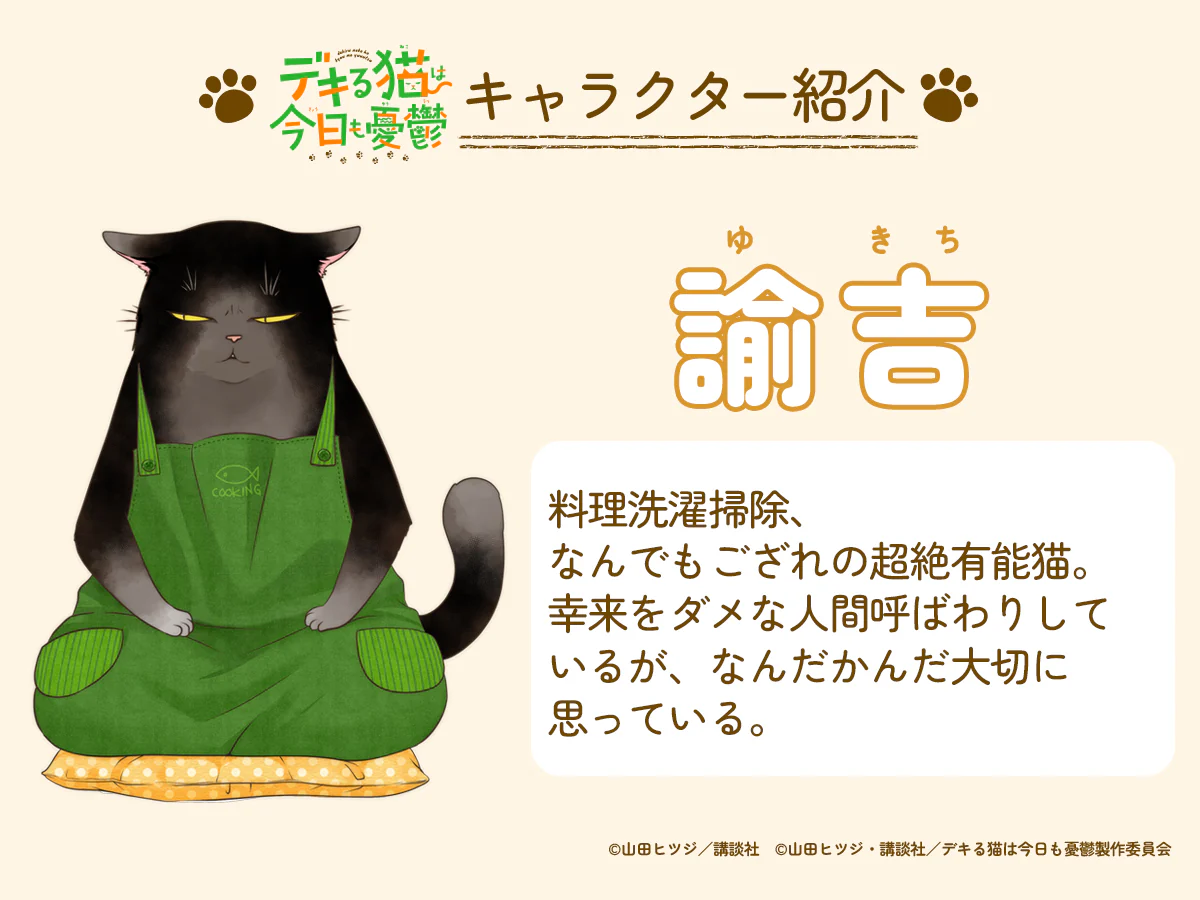 デキる猫は
今日も憂鬱
キャラクター紹介
ゆきち
諭吉
COOKING
料理洗濯掃除、
なんでもござれの超絶有能猫。
幸来をダメな人間呼ばわりして
いるが、なんだかんだ大切に
思っている。
©山田ヒツジ／講談社　©山田ヒツジ・講談社／デキる猫は今日も憂鬱製作委員会